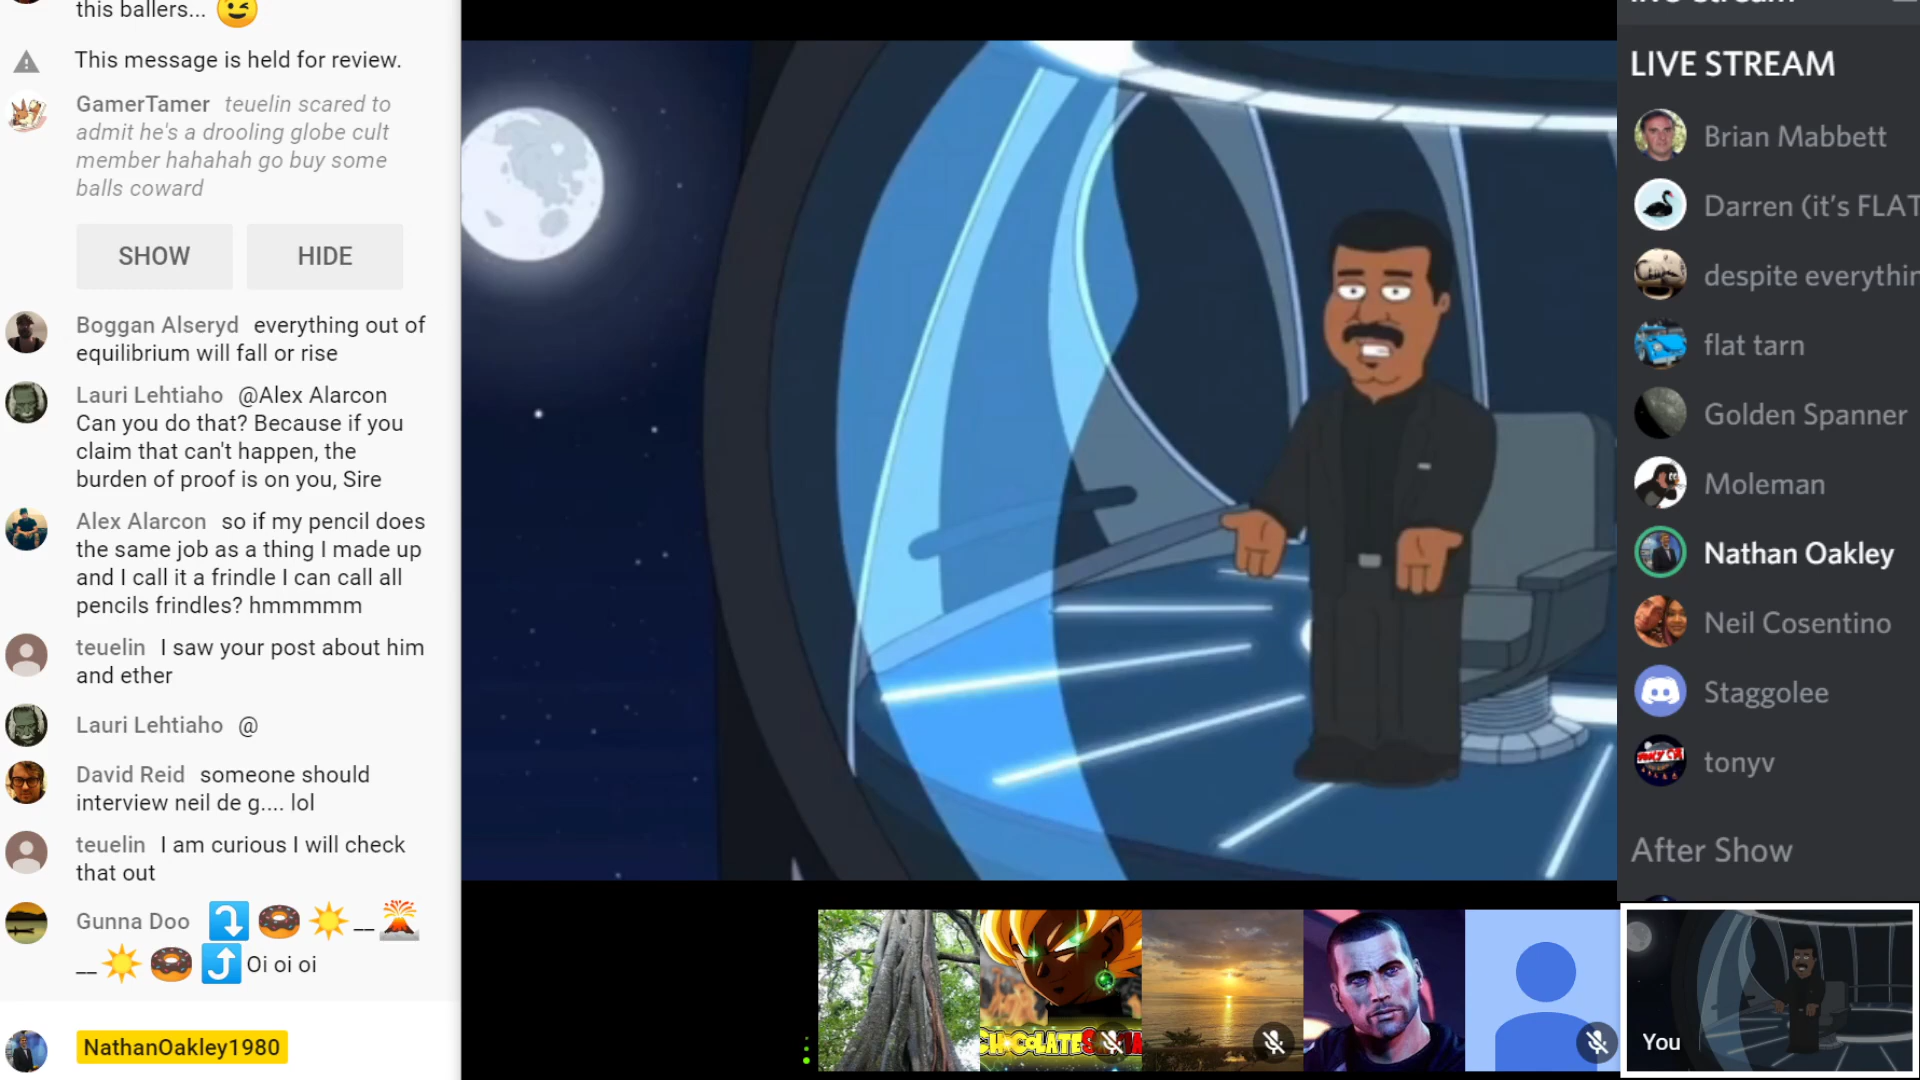 this ballers... 😉
This message is held for review.
GamerTamer teuelin scared to
admit he's a drooling globe cult
member hahahah go buy some
balls coward
SHOW HIDE
Boggan Alseryd everything out of
equilibrium will fall or rise
Lauri Lehtiaho @Alex Alarcon
Can you do that? Because if you
claim that can't happen, the
burden of proof is on you, Sire
Alex Alarcon so if my pencil does
the same job as a thing I made up
and I call it a frindle I can call all
pencils frindles? hmmmmm
teuelin I saw your post about him
and ether
Lauri Lehtiaho @
David Reid someone should
interview neil de g.... lol
teuelin I am curious I will check
that out
Gunna Doo ⤵️🍩☀️__🌋
__☀️🍩⤴️Oi oi oi
NathanOakley1980
LIVE STREAM
Brian Mabbett
Darren (it's FLAT
despite everythin
flat tarn
Golden Spanner
Moleman
Nathan Oakley
Neil Cosentino
Staggolee
tonyv
After Show
You